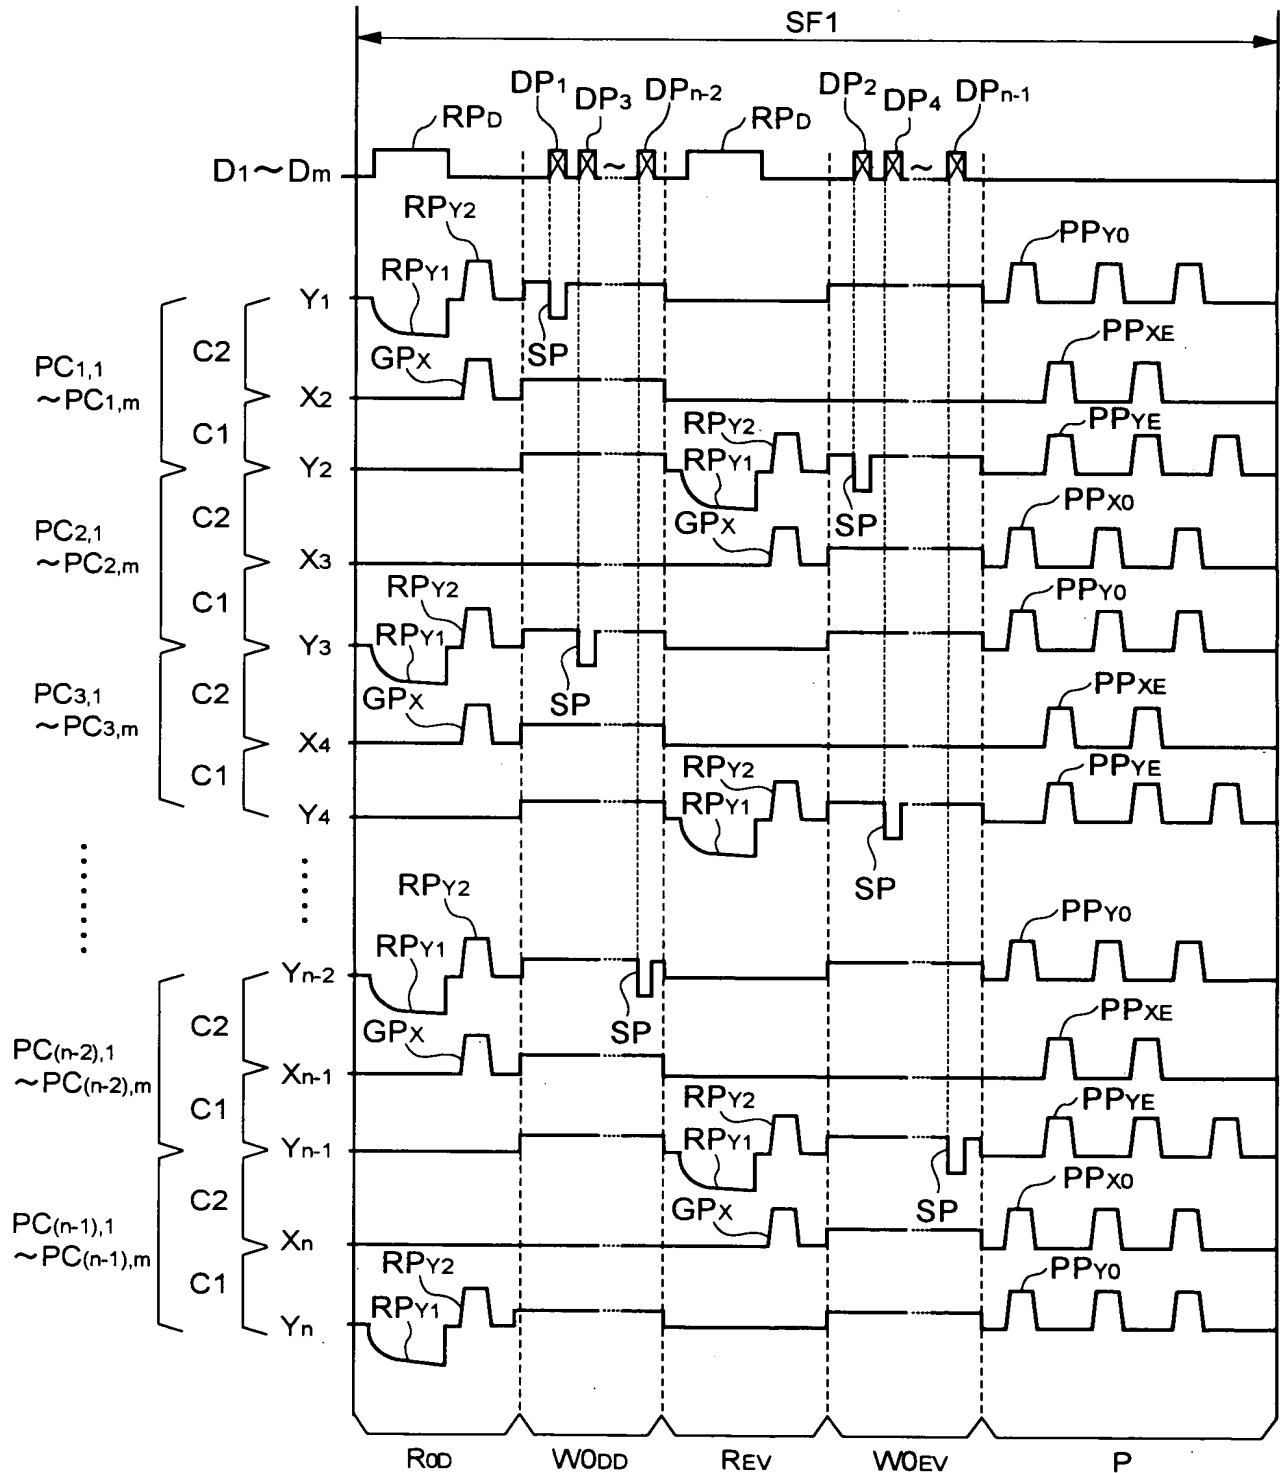 SF1
DP1 DP3 DPn-2 DP2 DP4 DPn-1
RPD RPD
D1~Dm ~ ~
RPY2 PPY0
RPY1
Y1
C2 SP PPXE
PC1,1
~PC1,m
GPX
X2
C1 RPY2 PPYE
RPY1
Y2
C2 SP PPX0
PC2,1
~PC2,m
GPX
X3
C1 RPY2 PPY0
RPY1
Y3
C2 SP PPXE
PC3,1
~PC3,m
GPX
X4
C1 RPY2 PPYE
RPY1
Y4
SP
RPY2 PPY0
RPY1
Yn-2
C2 SP PPXE
PC(n-2),1
~PC(n-2),m
GPX
Xn-1
C1 RPY2 PPYE
RPY1
Yn-1
C2 SP PPX0
PC(n-1),1
~PC(n-1),m
GPX
Xn
C1 RPY2 PPY0
RPY1
Yn
ROD WODD REV WOEV P